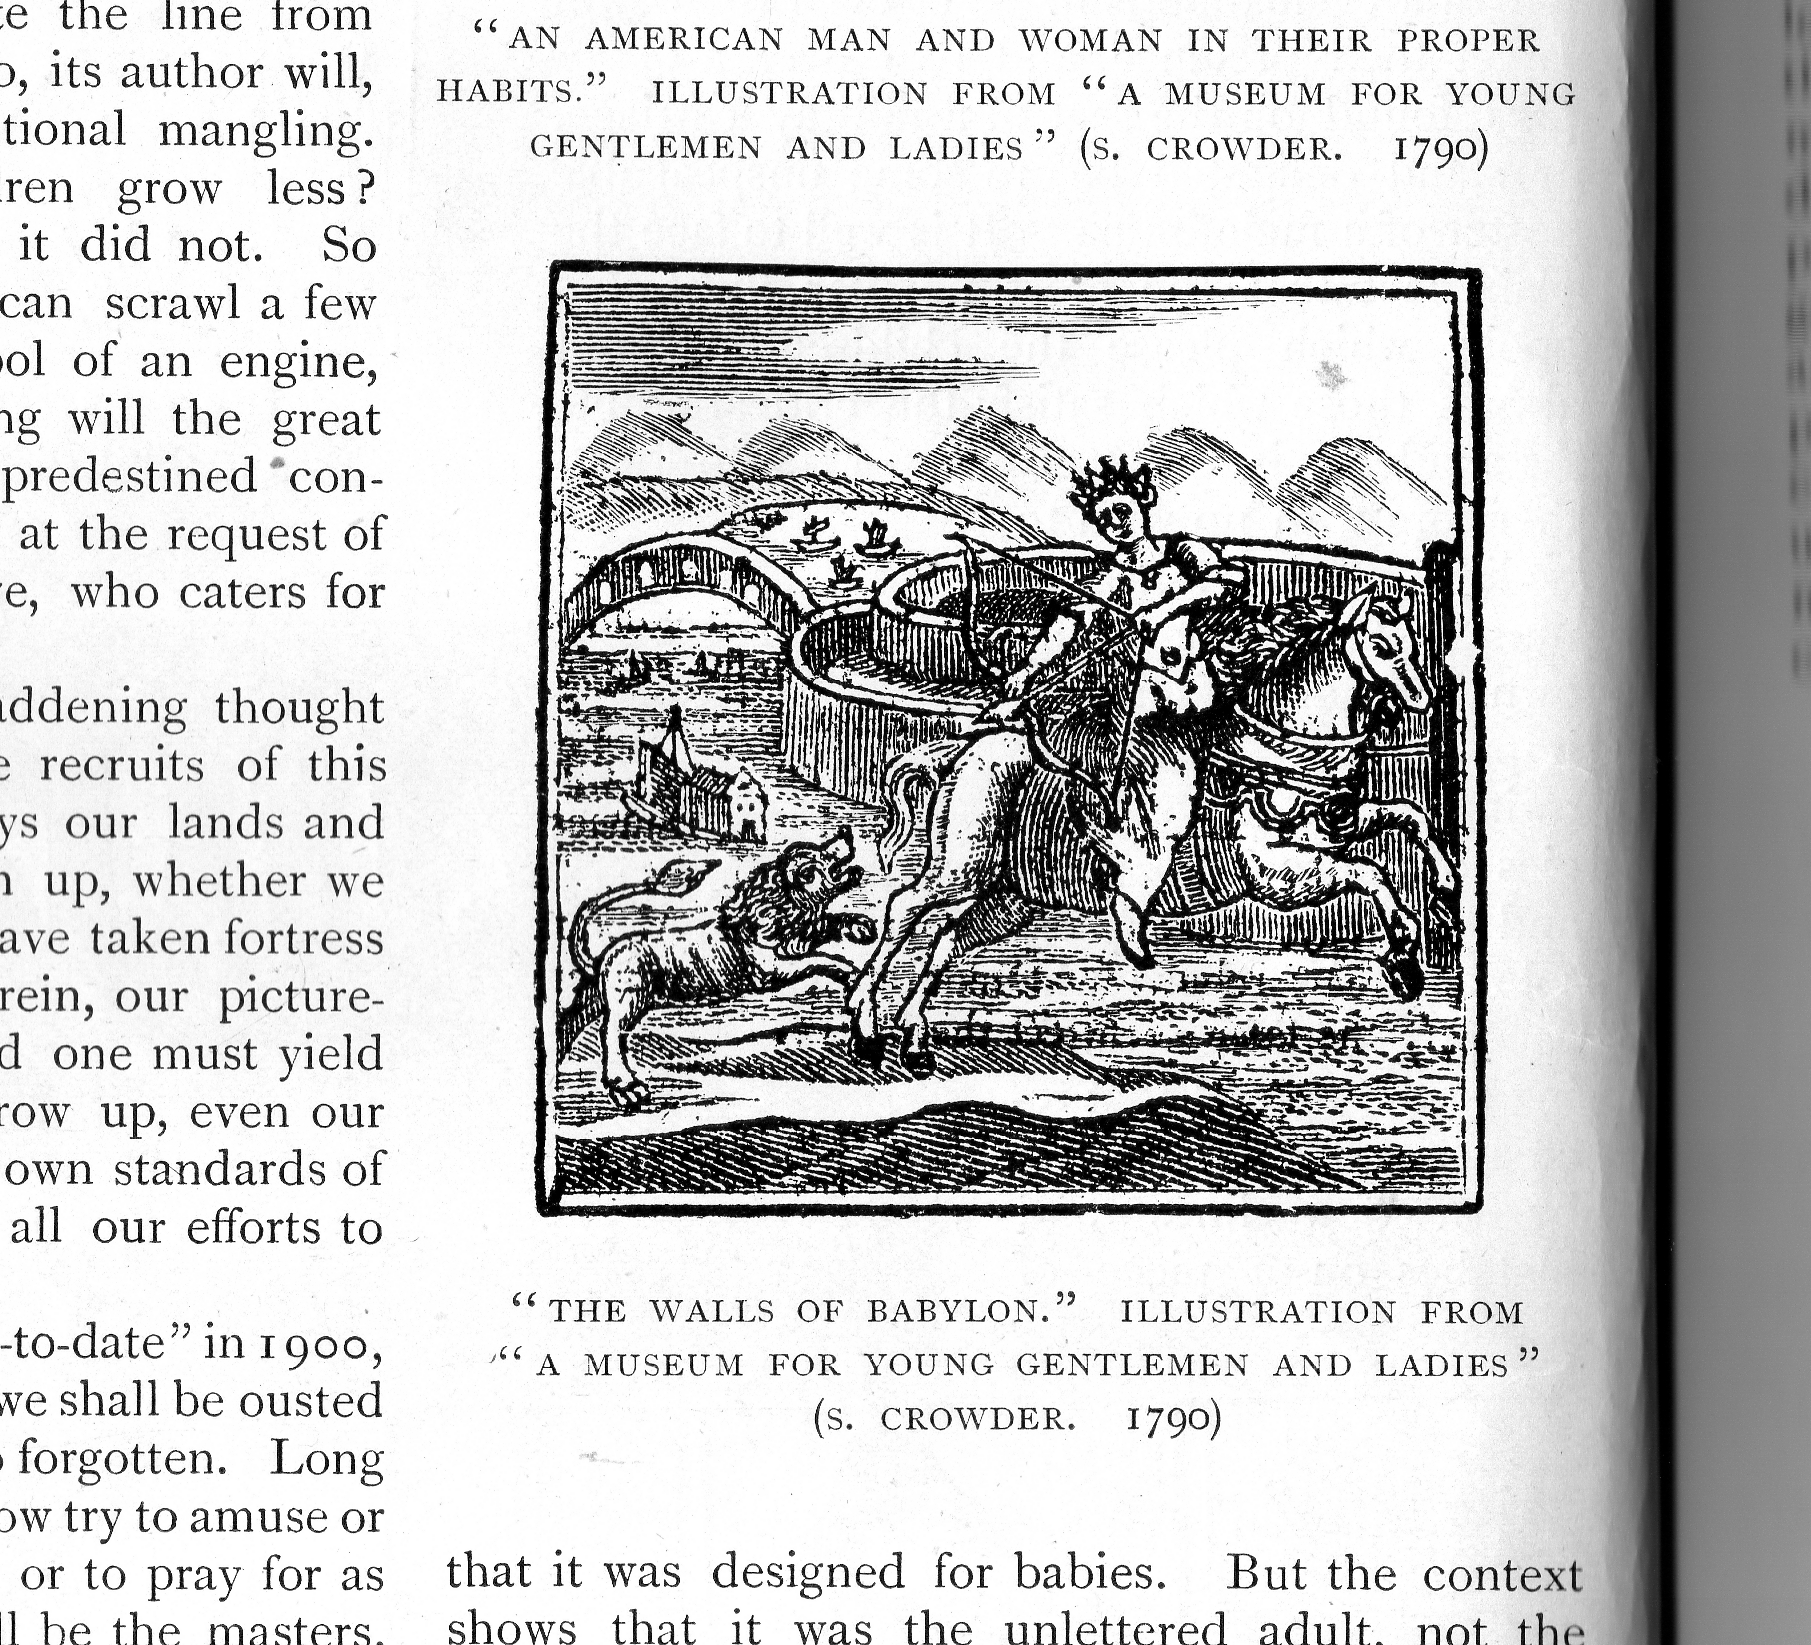 the line from
its author will,
tional mangling.
ren grow less?
it did not. So
can scrawl a few
ol of an engine,
ng will the great
predestined con-
at the request of
e, who caters for
ddening thought
recruits of this
ys our lands and
up, whether we
ave taken fortress
rein, our picture-
one must yield
row up, even our
own standards of
all our efforts to
-to-date” in 1900,
we shall be ousted
forgotten. Long
ow try to amuse or
or to pray for as
ll be the masters.
“AN AMERICAN MAN AND WOMAN IN THEIR PROPER
HABITS.” ILLUSTRATION FROM “A MUSEUM FOR YOUNG
GENTLEMEN AND LADIES” (S. CROWDER. 1790)
“THE WALLS OF BABYLON.” ILLUSTRATION FROM
“A MUSEUM FOR YOUNG GENTLEMEN AND LADIES”
(S. CROWDER. 1790)
that it was designed for babies. But the context
shows that it was the unlettered adult, not the